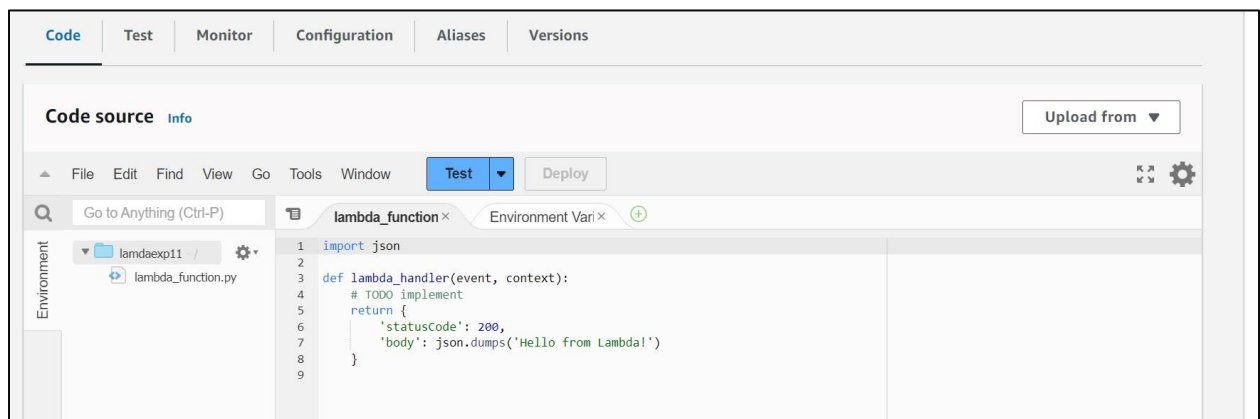 Code Test Monitor Configuration Aliases Versions
Code source Info
Upload from ▼
File Edit Find View Go Tools Window Test Deploy
Go to Anything (Ctrl-P)
lambda_function × Environment Vari ×
Environment
lamdaexp11 - /
lambda_function.py
1 import json
2
3 def lambda_handler(event, context):
4     # TODO implement
5     return {
6         'statusCode': 200,
7         'body': json.dumps('Hello from Lambda!')
8     }
9